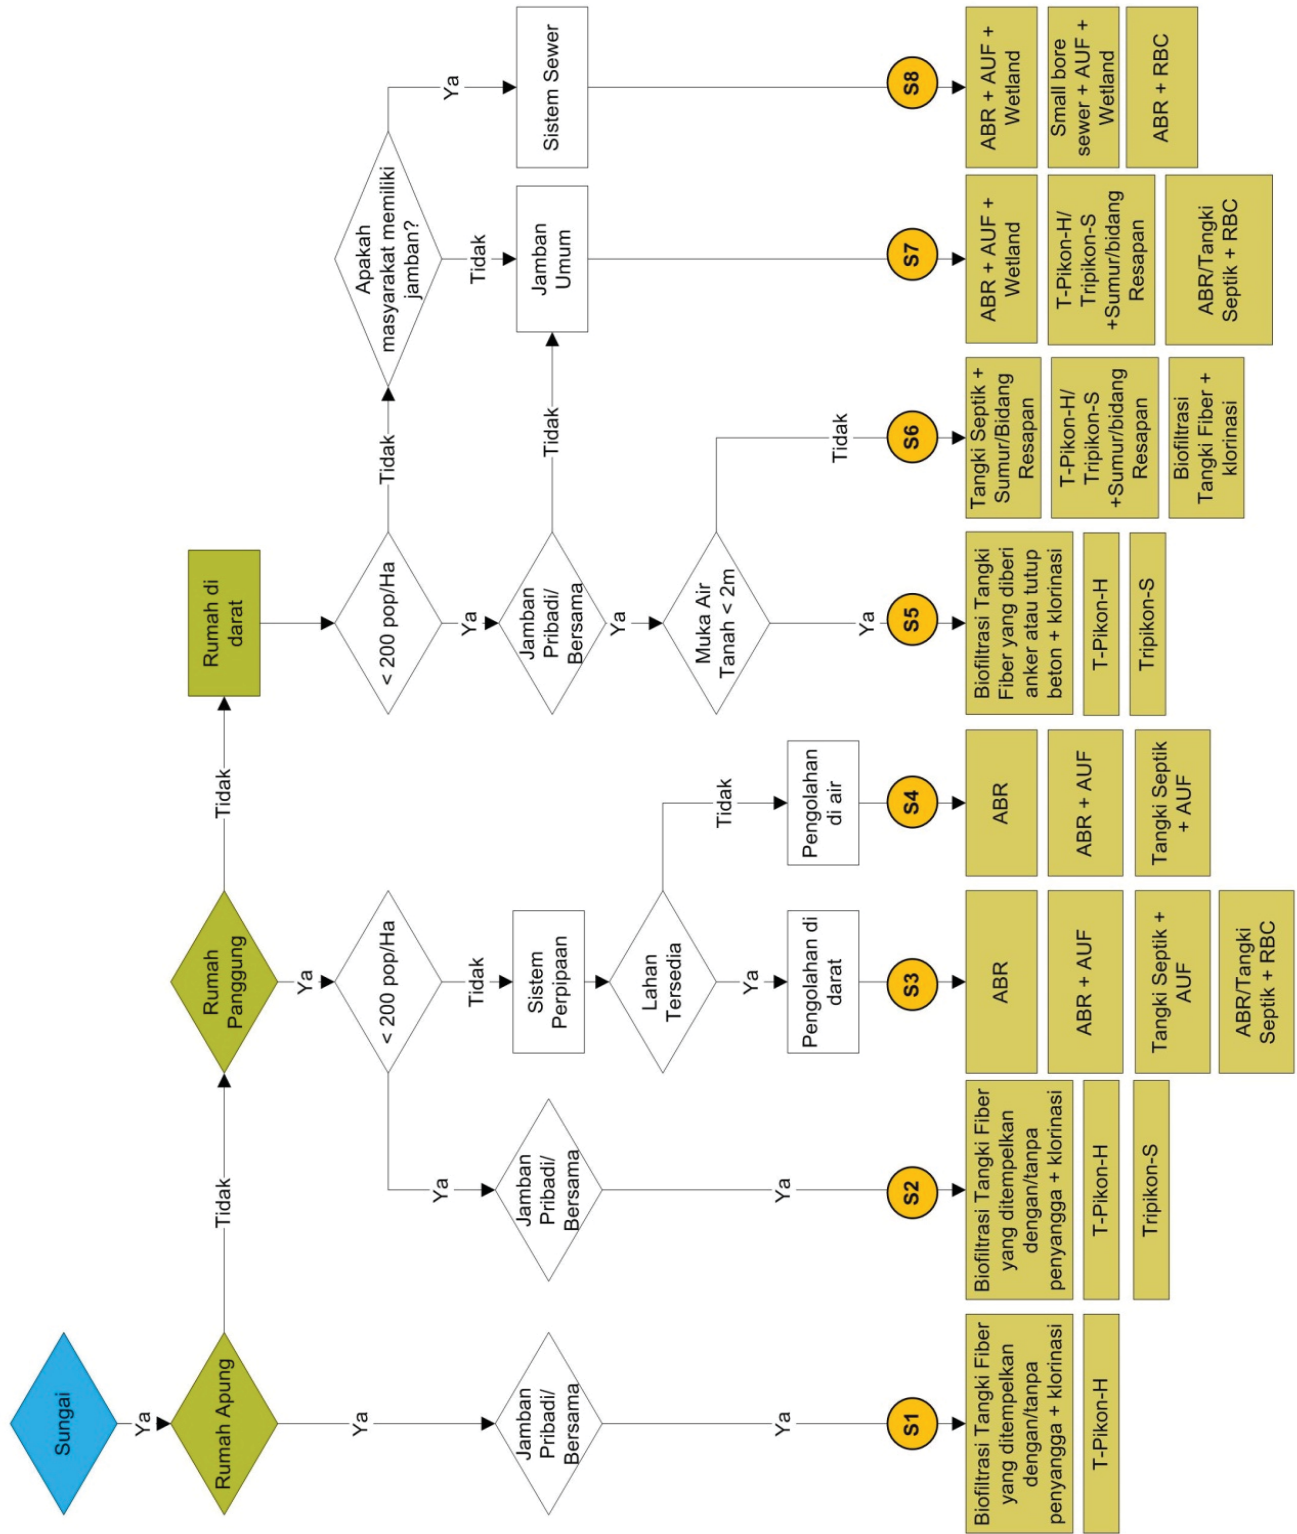 Sungai
Ya
Rumah Apung
Tidak
Rumah
Panggung
Tidak
Rumah di
darat
Ya
Ya
< 200 pop/Ha
< 200 pop/Ha
Tidak
Apakah
masyarakat memiliki
jamban?
Ya
Tidak
Ya
Tidak
Ya
Jamban
Pribadi/
Bersama
Jamban
Pribadi/
Bersama
Sistem
Perpipaan
Jamban
Pribadi/
Bersama
Tidak
Jamban
Umum
Sistem Sewer
Ya
Lahan
Tersedia
Muka Air
Tanah < 2m
Ya
Tidak
Ya
Ya
Pengolahan di
darat
Pengolahan
di air
Ya
Tidak
S1
S2
S3
S4
S5
S6
S7
S8
Biofiltrasi Tangki Fiber
yang ditempelkan
dengan/tanpa
penyangga + klorinasi
T-Pikon-H
Biofiltrasi Tangki Fiber
yang ditempelkan
dengan/tanpa
penyangga + klorinasi
T-Pikon-H
Tripikon-S
ABR
ABR + AUF
Tangki Septik +
AUF
ABR/Tangki
Septik + RBC
ABR
ABR + AUF
Tangki Septik
+ AUF
Biofiltrasi Tangki
Fiber yang diberi
anker atau tutup
beton + klorinasi
T-Pikon-H
Tripikon-S
Tangki Septik +
Sumur/Bidang
Resapan
T-Pikon-H/
Tripikon-S
+Sumur/bidang
Resapan
Biofiltrasi
Tangki Fiber +
klorinasi
ABR + AUF +
Wetland
T-Pikon-H/
Tripikon-S
+Sumur/bidang
Resapan
ABR/Tangki
Septik + RBC
ABR + AUF +
Wetland
Small bore
sewer + AUF +
Wetland
ABR + RBC